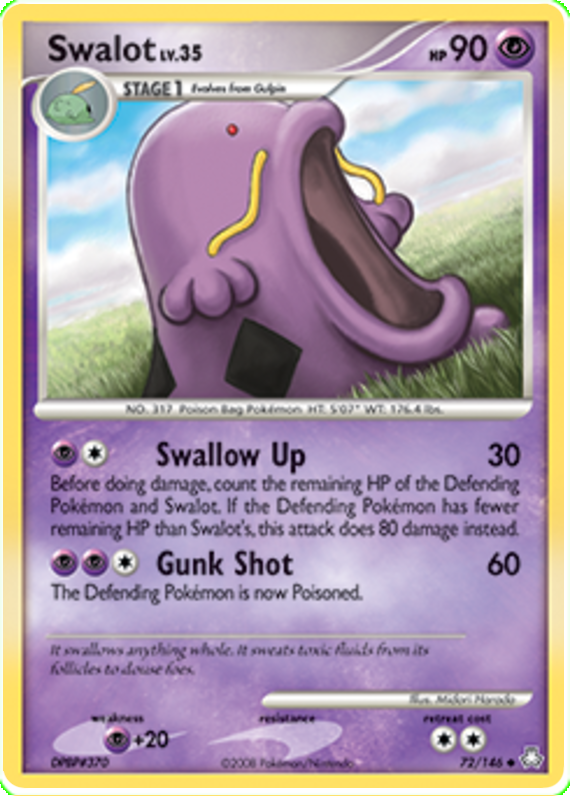 Swalot LV.35 HP 90
STAGE 1 Evolves from Gulpin
NO. 317 Poison Bag Pokémon HT: 5'07" WT: 176.4 lbs.
Swallow Up 30
Before doing damage, count the remaining HP of the Defending
Pokémon and Swalot. If the Defending Pokémon has fewer
remaining HP than Swalot's, this attack does 80 damage instead.
Gunk Shot 60
The Defending Pokémon is now Poisoned.
It swallows anything whole. It sweats toxic fluids from its
follicles to douse foes.
Illus. Midori Harada
weakness resistance retreat cost
+20
DPBP#370 ©2008 Pokémon/Nintendo 72/146